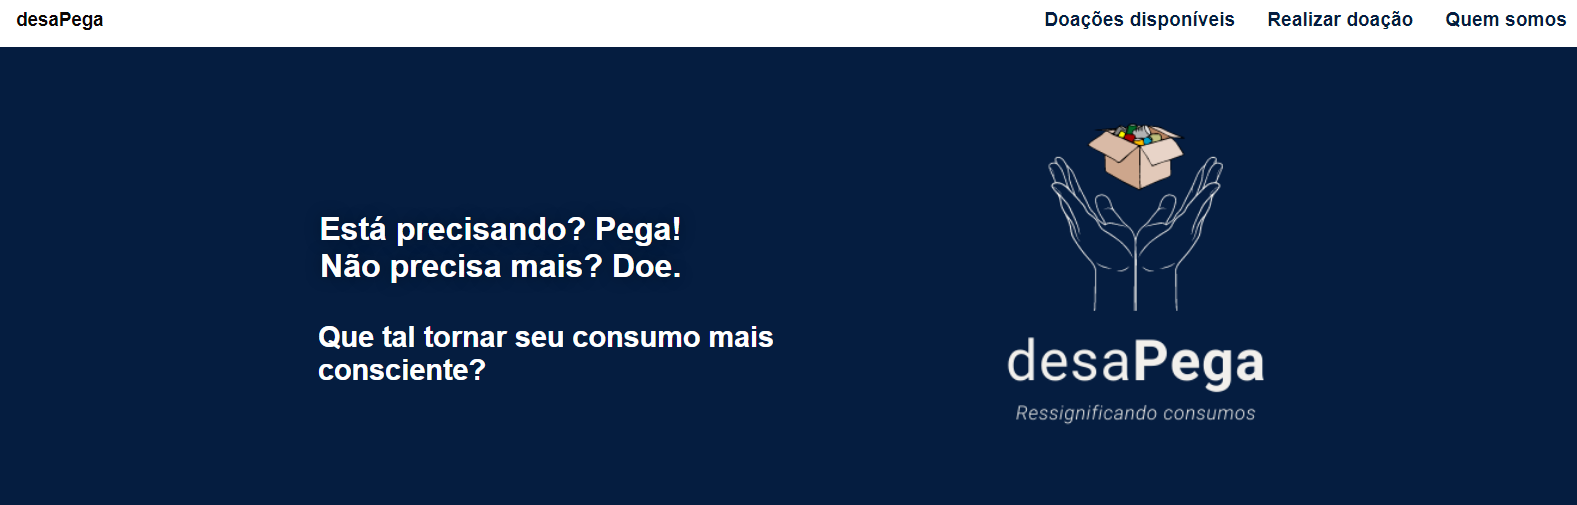 desaPega
Doações disponíveis
Realizar doação
Quem somos
Está precisando? Pega!
Não precisa mais? Doe.
Que tal tornar seu consumo mais
consciente?
desaPega
Ressignificando consumos